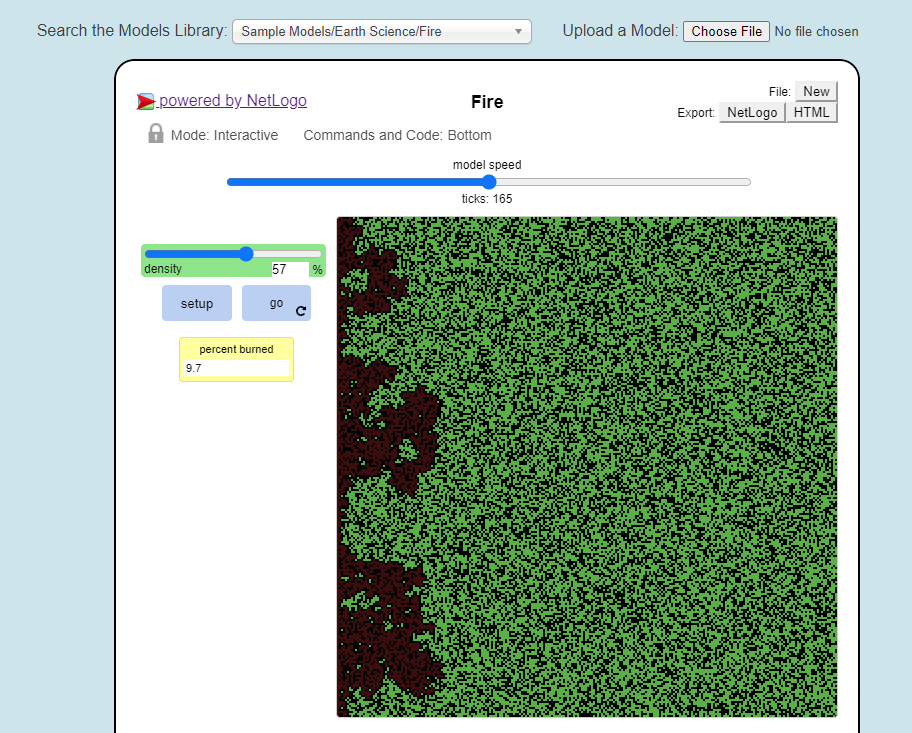 Search the Models Library: Sample Models/Earth Science/Fire Upload a Model: Choose File No file chosen
powered by NetLogo Fire File: New
Export: NetLogo HTML
Mode: Interactive Commands and Code: Bottom
model speed
ticks: 165
density 57 %
setup go
percent burned
9.7